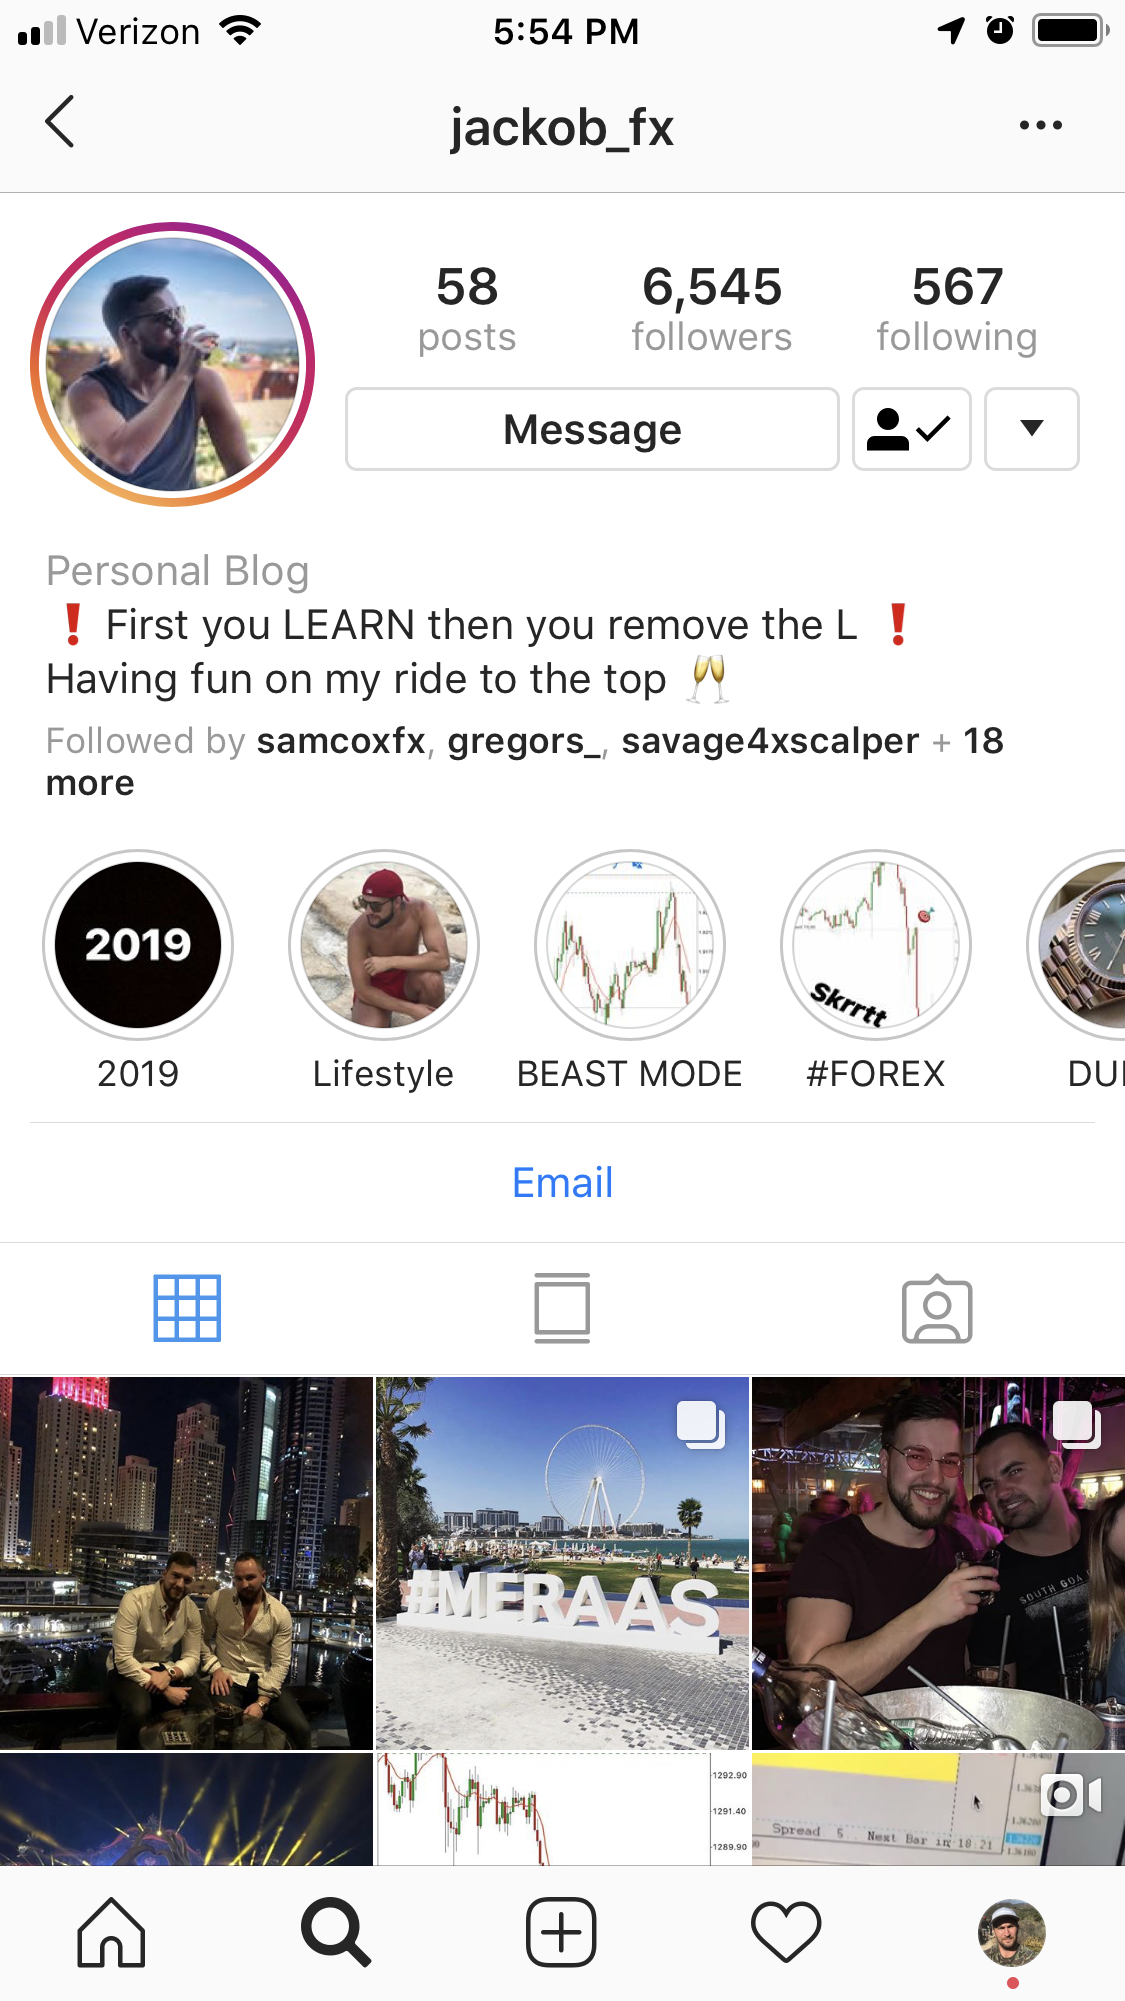 Verizon 5:54 PM
jackob_fx
58 6,545 567
posts followers following
Message
Personal Blog
❗ First you LEARN then you remove the L ❗
Having fun on my ride to the top 🥂
Followed by samcoxfx, gregors_, savage4xscalper + 18
more
2019
Skrrtt
2019 Lifestyle BEAST MODE #FOREX DU
Email
#MERAAS
SOUTH GOA
1292.90
1291.40
1289.90
Spread 5. Next Bar in 18:21